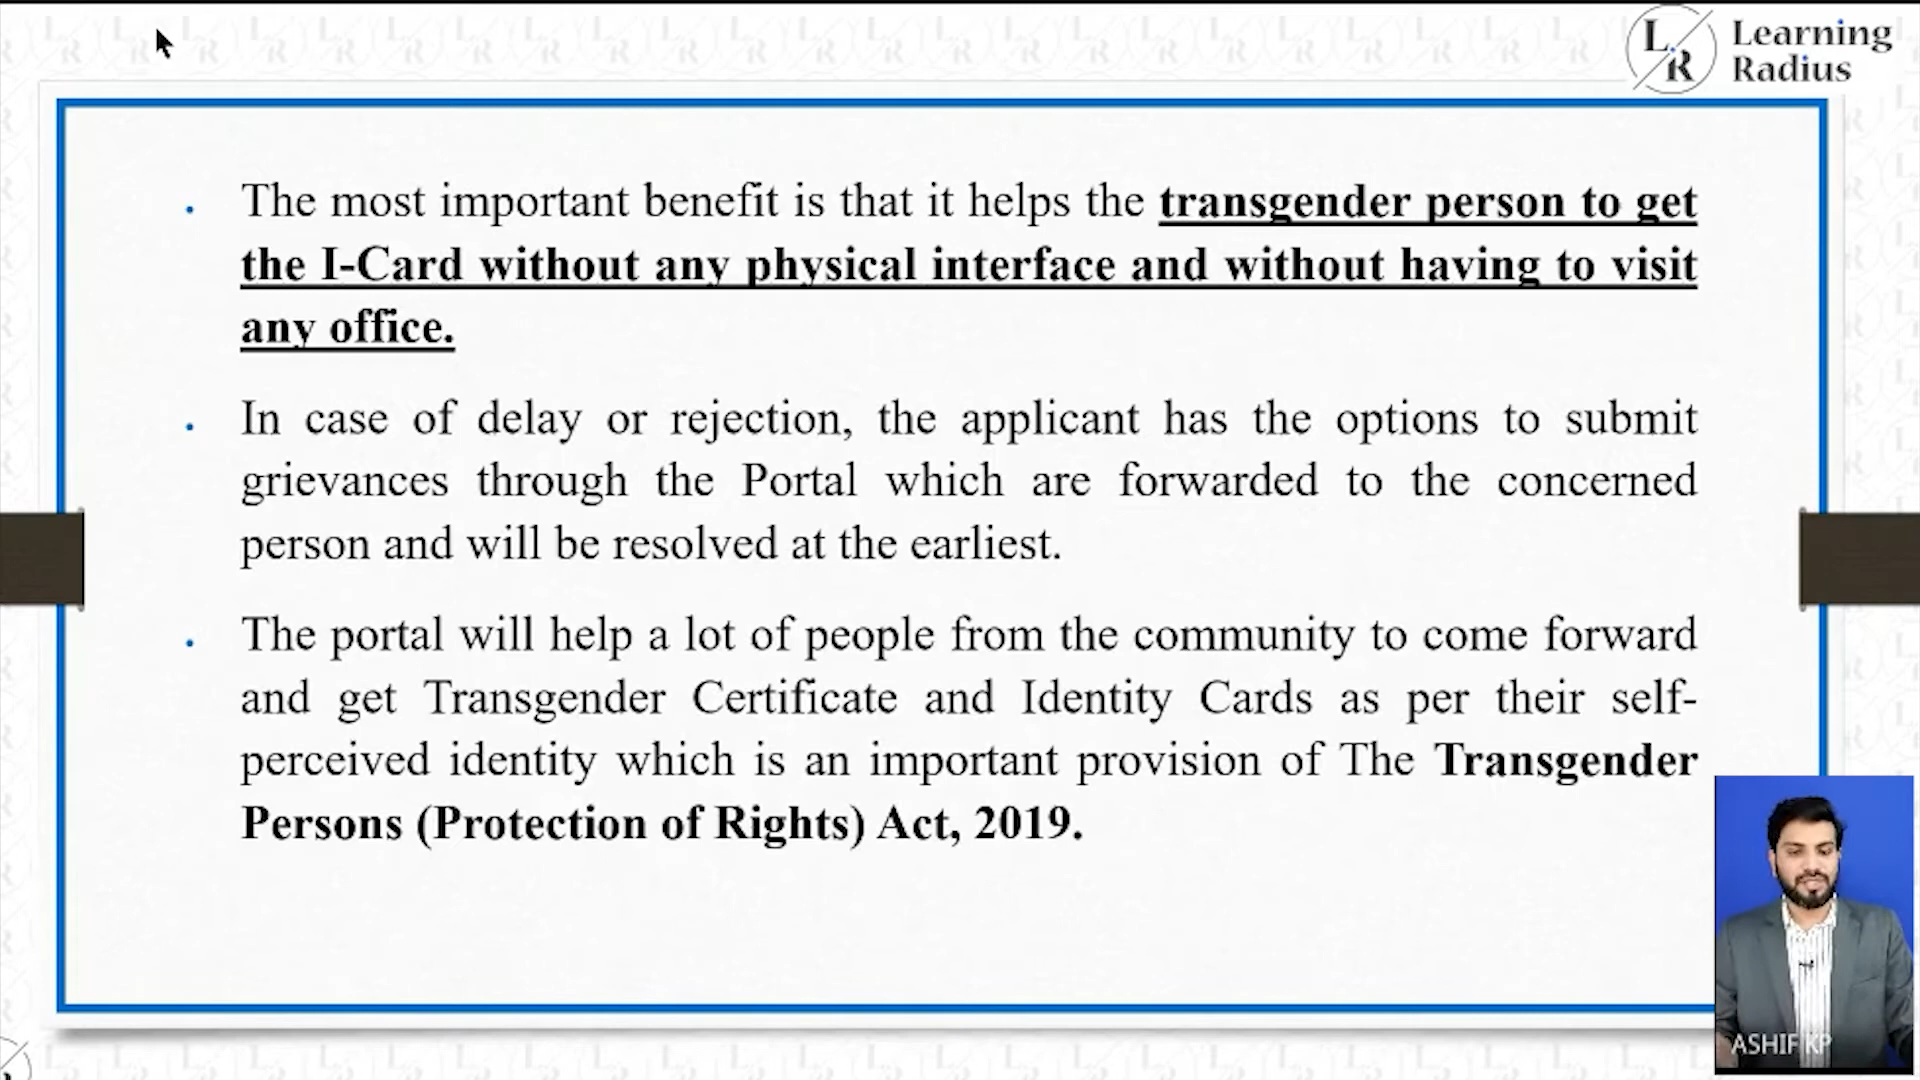 L R Learning
Radius
The most important benefit is that it helps the transgender person to get
the I-Card without any physical interface and without having to visit
any office.
In case of delay or rejection, the applicant has the options to submit
grievances through the Portal which are forwarded to the concerned
person and will be resolved at the earliest.
The portal will help a lot of people from the community to come forward
and get Transgender Certificate and Identity Cards as per their self-
perceived identity which is an important provision of The Transgender
Persons (Protection of Rights) Act, 2019.
ASHIF KP